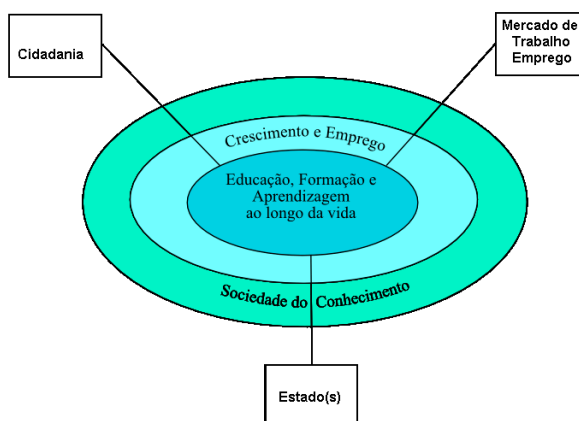 Cidadania
Mercado de
Trabalho
Emprego
Crescimento e Emprego
Educação, Formação e
Aprendizagem
ao longo da vida
Sociedade do Conhecimento
Estado(s)